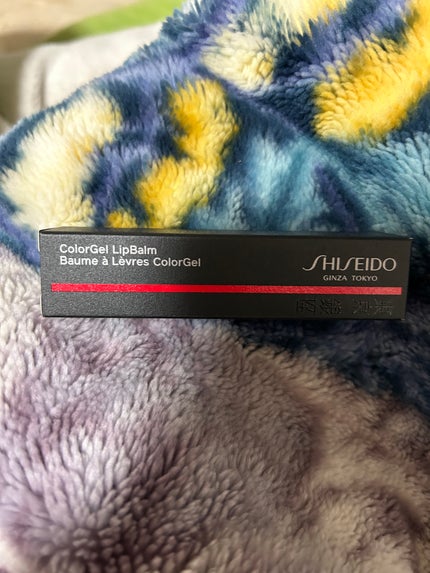 ColorGel LipBalm
Baume à Lèvres ColorGel
SHISEIDO
GINZA TOKYO